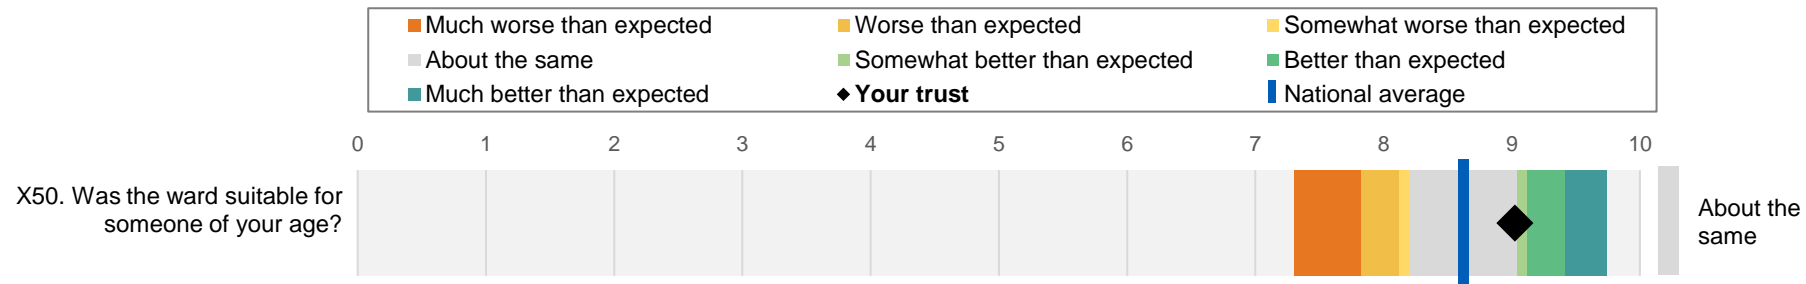 Much worse than expected
Worse than expected
Somewhat worse than expected
About the same
Somewhat better than expected
Better than expected
Much better than expected
Your trust
National average
0 1 2 3 4 5 6 7 8 9 10
X50. Was the ward suitable for
someone of your age?
About the
same